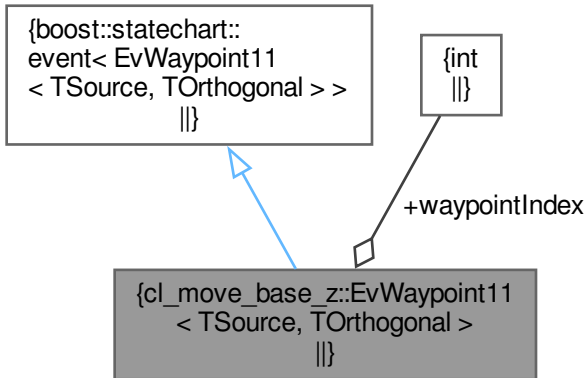 {boost::statechart::
event< EvWaypoint11
< TSource, TOrthogonal > >
||}
{int
||}
+waypointIndex
{cl_move_base_z::EvWaypoint11
< TSource, TOrthogonal >
||}